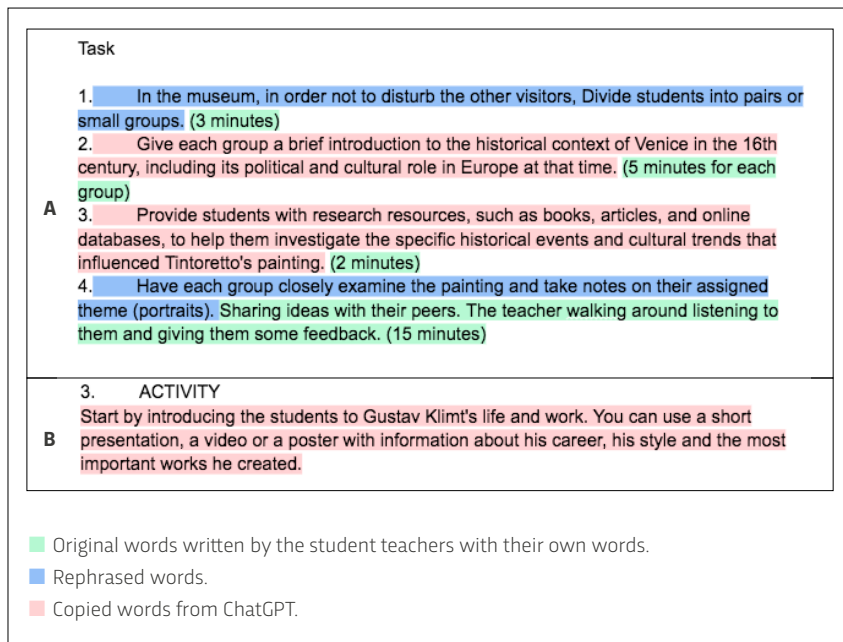 Task
1. In the museum, in order not to disturb the other visitors, Divide students into pairs or
small groups. (3 minutes)
2. Give each group a brief introduction to the historical context of Venice in the 16th
century, including its political and cultural role in Europe at that time. (5 minutes for each
group)
A
3. Provide students with research resources, such as books, articles, and online
databases, to help them investigate the specific historical events and cultural trends that
influenced Tintoretto's painting. (2 minutes)
4. Have each group closely examine the painting and take notes on their assigned
theme (portraits). Sharing ideas with their peers. The teacher walking around listening to
them and giving them some feedback. (15 minutes)
3. ACTIVITY
Start by introducing the students to Gustav Klimt's life and work. You can use a short
B
presentation, a video or a poster with information about his career, his style and the most
important works he created.
Original words written by the student teachers with their own words.
Rephrased words.
Copied words from ChatGPT.